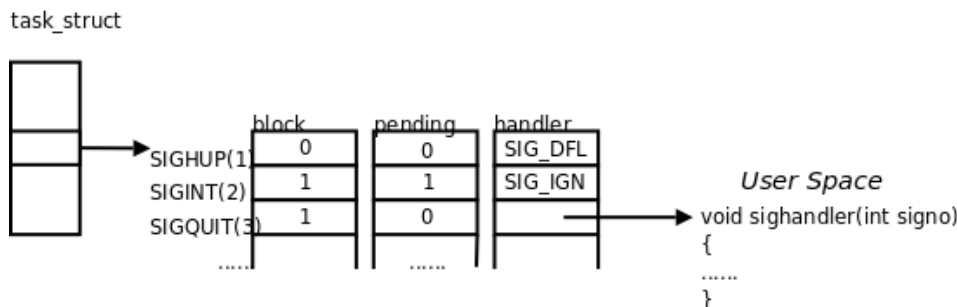 task_struct
block pending handler
SIGHUP(1) 0 0 SIG_DFL
SIGINT(2) 1 1 SIG_IGN
User Space
SIGQUIT(3) 1 0
void sighandler(int signo)
{
...... ...... ......
}